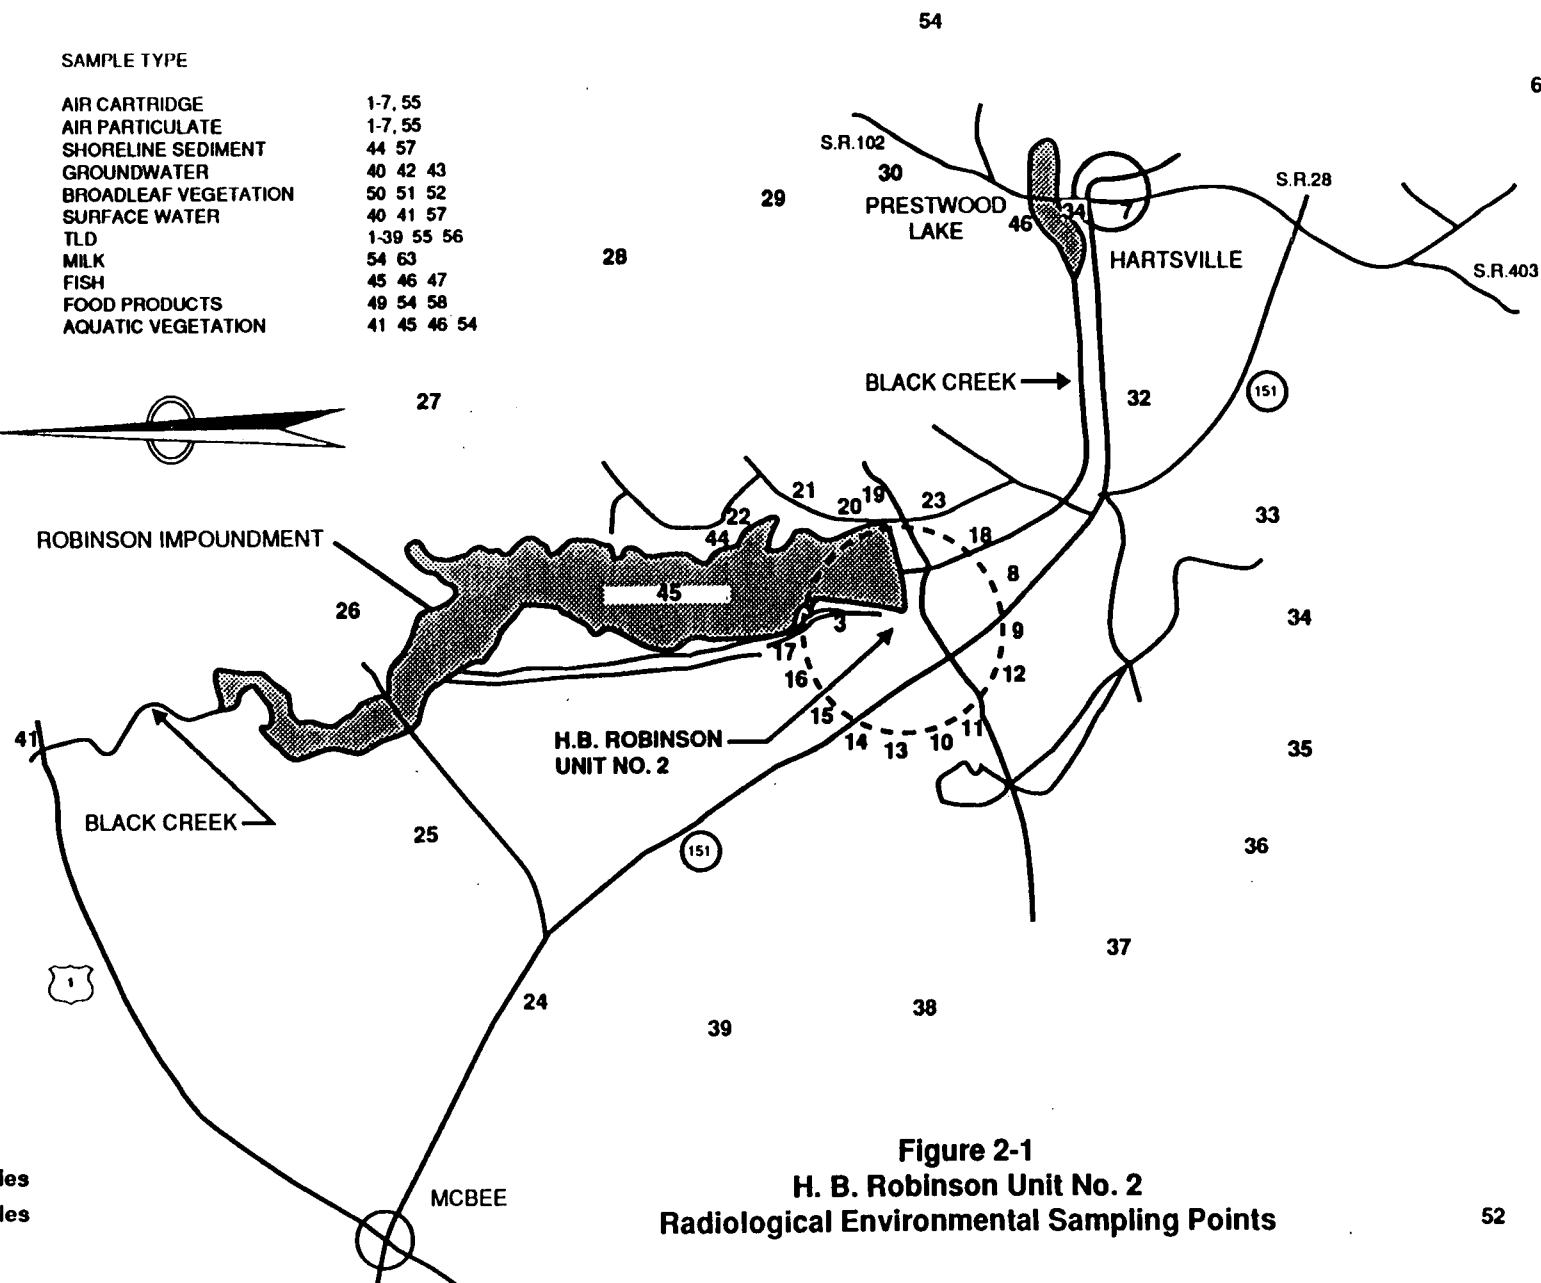 54
SAMPLE TYPE
6
AIR CARTRIDGE 1-7, 55
AIR PARTICULATE 1-7, 55
SHORELINE SEDIMENT 44 57
GROUNDWATER 40 42 43
BROADLEAF VEGETATION 50 51 52
SURFACE WATER 40 41 57
TLD 1-39 55 56
MILK 54 63
FISH 45 46 47
FOOD PRODUCTS 49 54 58
AQUATIC VEGETATION 41 45 46 54
S.R.102
30
29
28
27
PRESTWOOD
LAKE
46
34
7
HARTSVILLE
S.R.28
S.R.403
BLACK CREEK
32
151
33
21
20
19
23
22
44
18
8
ROBINSON IMPOUNDMENT
45
26
3
9
34
17
16
12
15
11
14
13
10
35
41
H.B. ROBINSON
UNIT NO. 2
BLACK CREEK
25
151
36
37
1
24
38
39
Figure 2-1
H. B. Robinson Unit No. 2
Radiological Environmental Sampling Points
les
les
MCBEE
52